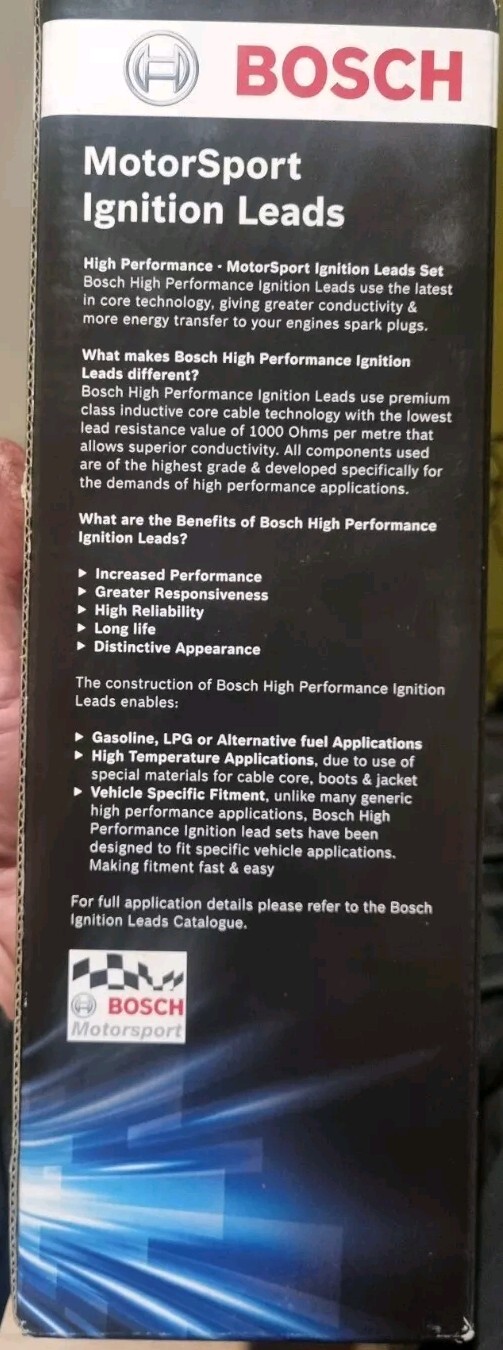 BOSCH
MotorSport
Ignition Leads
High Performance · MotorSport Ignition Leads Set
Bosch High Performance Ignition Leads use the latest
in core technology, giving greater conductivity &
more energy transfer to your engines spark plugs.
What makes Bosch High Performance Ignition
Leads different?
Bosch High Performance Ignition Leads use premium
class inductive core cable technology with the lowest
lead resistance value of 1000 Ohms per metre that
allows superior conductivity. All components used
are of the highest grade & developed specifically for
the demands of high performance applications.
What are the Benefits of Bosch High Performance
Ignition Leads?
▶ Increased Performance
▶ Greater Responsiveness
▶ High Reliability
▶ Long life
▶ Distinctive Appearance
The construction of Bosch High Performance Ignition
Leads enables:
▶ Gasoline, LPG or Alternative fuel Applications
▶ High Temperature Applications, due to use of
special materials for cable core, boots & jacket
▶ Vehicle Specific Fitment, unlike many generic
high performance applications, Bosch High
Performance Ignition lead sets have been
designed to fit specific vehicle applications.
Making fitment fast & easy
For full application details please refer to the Bosch
Ignition Leads Catalogue.
BOSCH
Motorsport